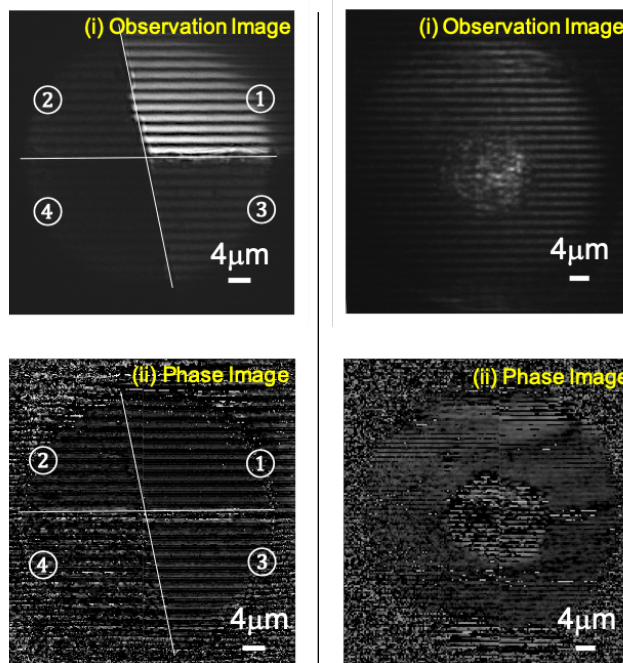 (i) Observation Image
② ①
④ ③
4μm
(i) Observation Image
4μm
(ii) Phase Image
② ①
④ ③
4μm
(ii) Phase Image
4μm